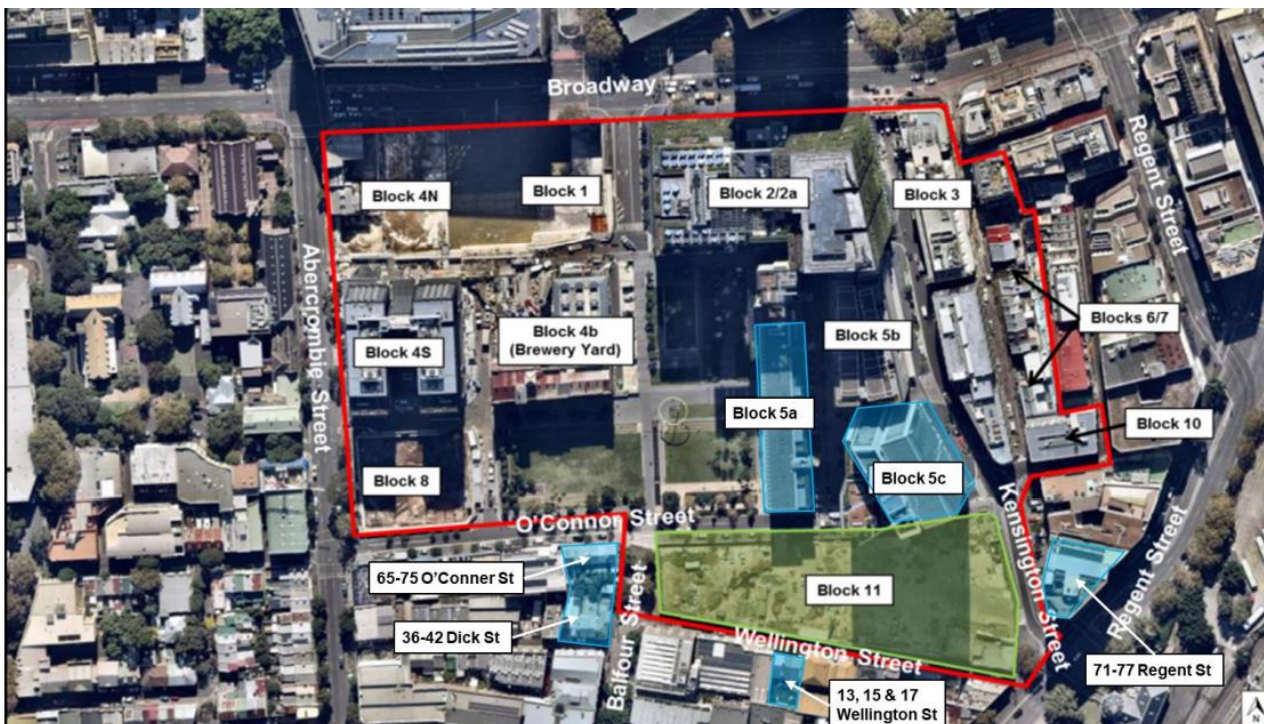 Broadway
Regent Street
Block 4N
Block 1
Block 2/2a
Block 3
Abercrombie Street
Blocks 6/7
Block 4S
Block 4b
(Brewery Yard)
Block 5b
Block 5a
Block 10
Block 8
Block 5c
O'Connor Street
Kensington Street
Regent Street
65-75 O'Conner St
Block 11
36-42 Dick St
Balfour Street
Wellington Street
71-77 Regent St
13, 15 & 17
Wellington St
N